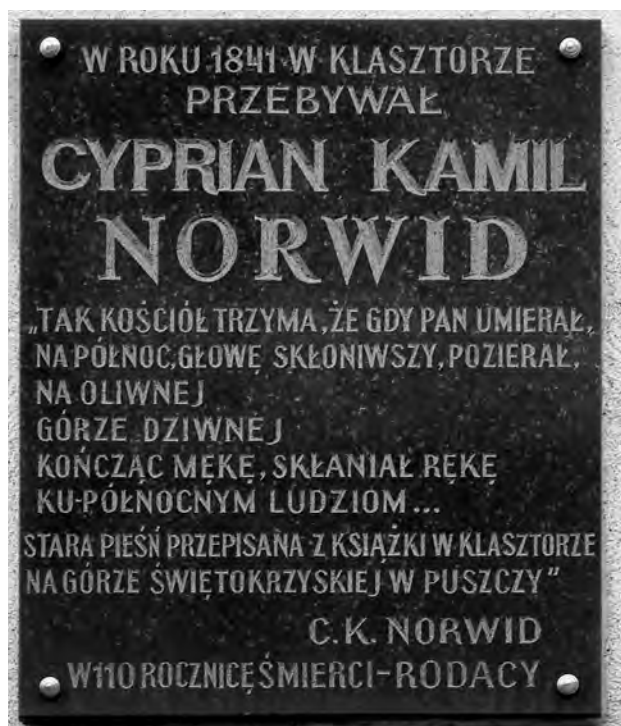 W ROKU 1841 W KLASZTORZE
PRZEBYWAŁ
CYPRIAN KAMIL
NORWID
„TAK KOŚCIÓŁ TRZYMA, ŻE GDY PAN UMIERAŁ,
NA PÓŁNOC, GŁOWĘ SKŁONIWSZY, POZIERAŁ,
NA OLIWNEJ
GÓRZE DZIWNEJ
KOŃCZĄC MĘKĘ, SKŁANIAŁ RĘKĘ
KU-PÓŁNOCNYM LUDZIOM...
STARA PIEŚŃ PRZEPISANA Z KSIĄŻKI W KLASZTORZE
NA GÓRZE ŚWIĘTOKRZYSKIEJ W PUSZCZY"
C.K. NORWID
W 110 ROCZNICĘ ŚMIERCI-RODACY